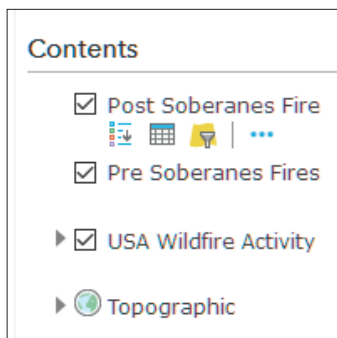 Contents
Post Soberanes Fire
Pre Soberanes Fires
USA Wildfire Activity
Topographic